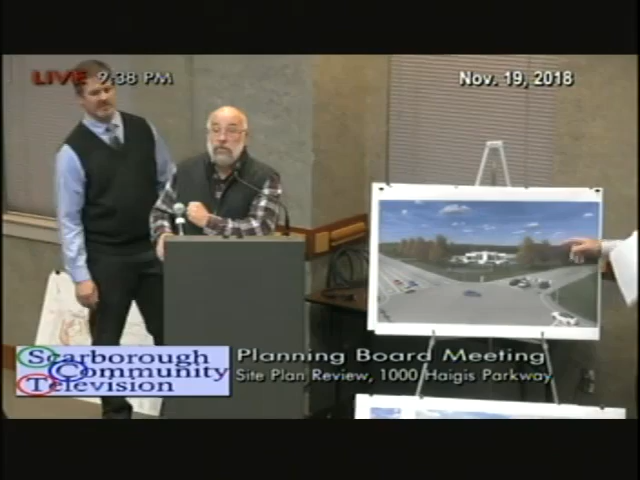 LIVE 9:38 PM
Nov. 19, 2018
Scarborough
Community
Television
Planning Board Meeting
Site Plan Review, 1000 Haigis Parkway